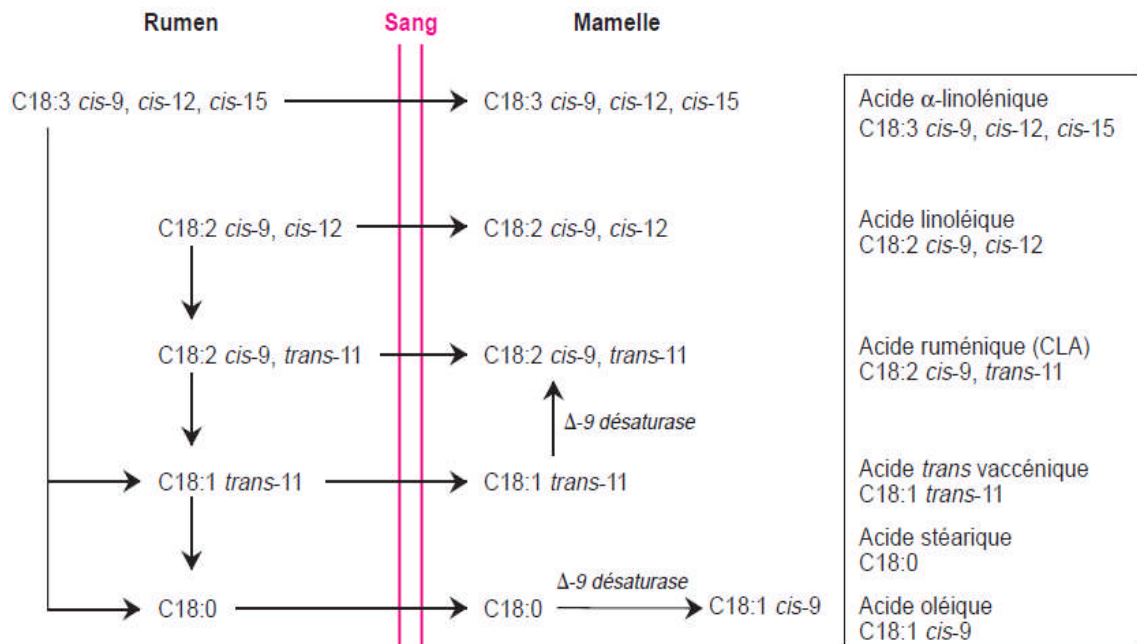 Rumen Sang Mamelle
C18:3 cis-9, cis-12, cis-15 C18:3 cis-9, cis-12, cis-15
C18:2 cis-9, cis-12 C18:2 cis-9, cis-12
C18:2 cis-9, trans-11 C18:2 cis-9, trans-11
Δ-9 désaturase
C18:1 trans-11 C18:1 trans-11
Δ-9 désaturase
C18:0 C18:0 C18:1 cis-9
Acide α-linolénique
C18:3 cis-9, cis-12, cis-15
Acide linoléique
C18:2 cis-9, cis-12
Acide ruménique (CLA)
C18:2 cis-9, trans-11
Acide trans vaccénique
C18:1 trans-11
Acide stéarique
C18:0
Acide oléique
C18:1 cis-9